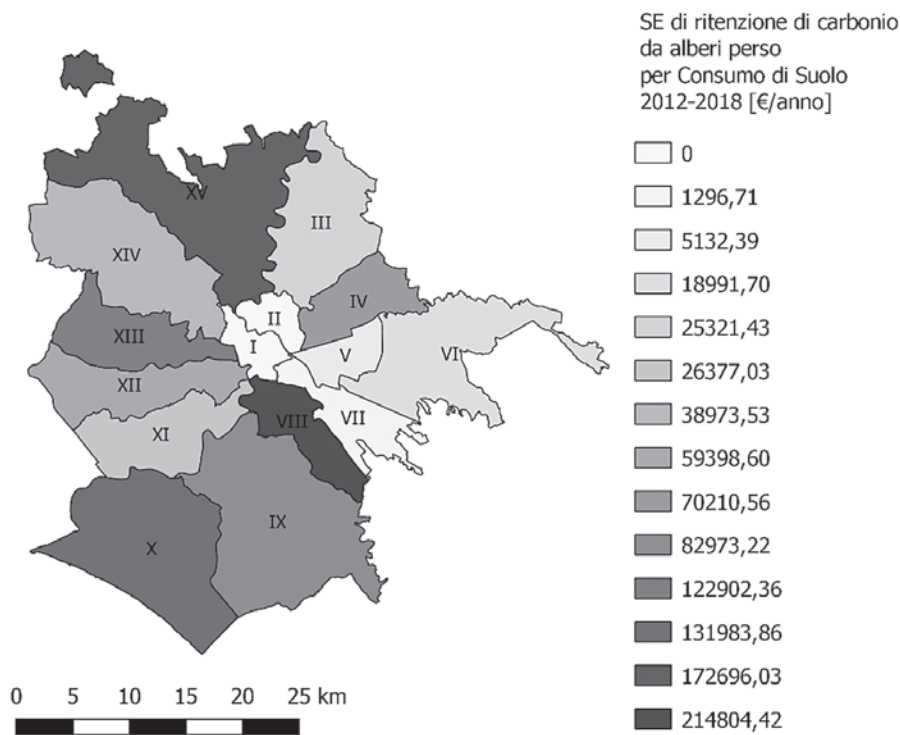 SE di ritenzione di carbonio
da alberi perso
per Consumo di Suolo
2012-2018 [€/anno]
0
1296,71
5132,39
18991,70
25321,43
26377,03
38973,53
59398,60
70210,56
82973,22
122902,36
131983,86
172696,03
214804,42
XV
III
XIV
IV
II
XIII
I
V
VI
XII
VIII
VII
XI
IX
X
0 5 10 15 20 25 km